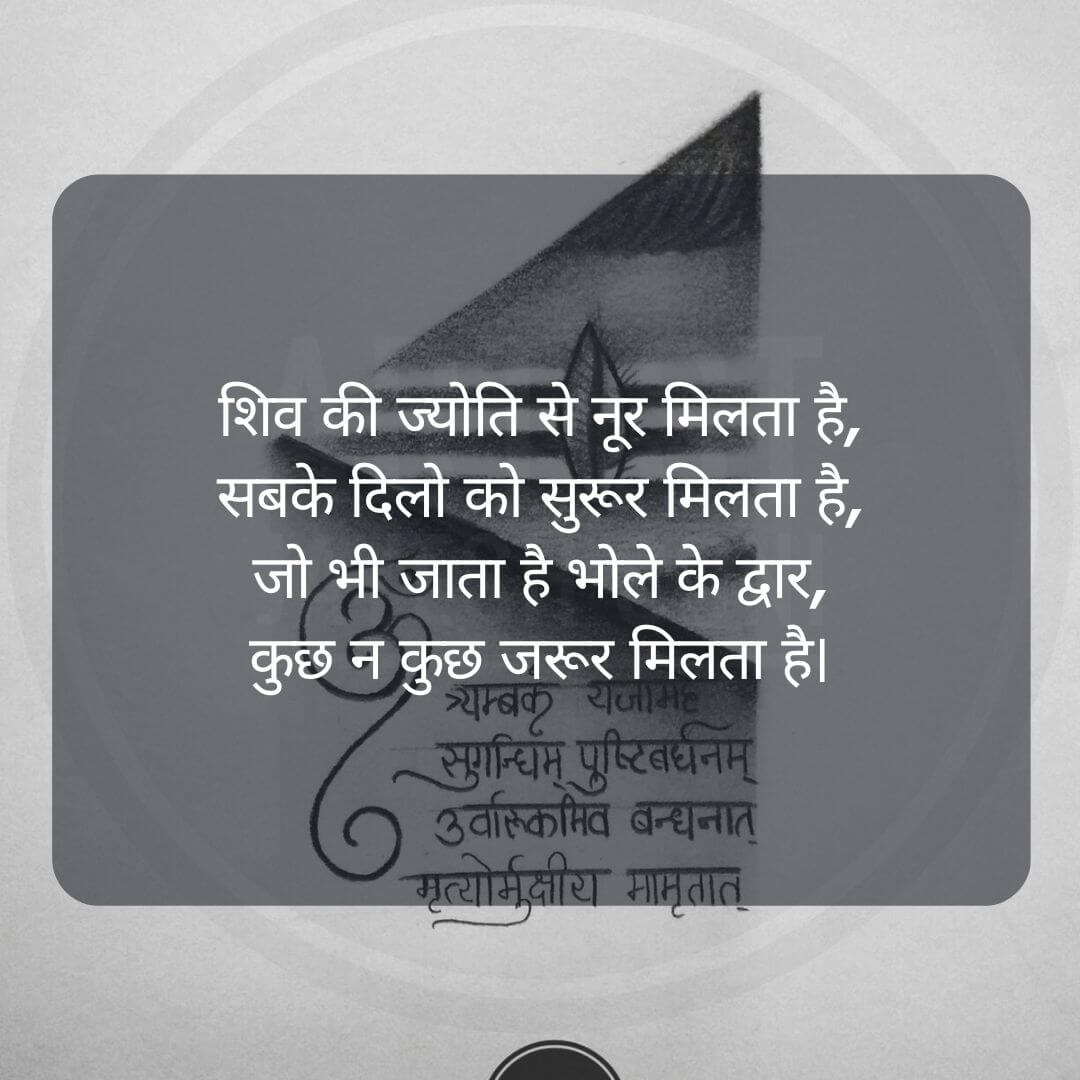 शिव की ज्योति से नूर मिलता है,
सबके दिलो को सुरूर मिलता है,
जो भी जाता है भोले के द्वार,
कुछ न कुछ जरूर मिलता है।
ॐ
त्र्यम्बकं यजामहे
सुगन्धिम् पुष्टिवर्धनम्
उर्वारुकमिव बन्धनात्
मृत्योर्मुक्षीय मामृतात्